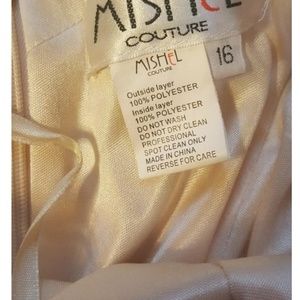 MISHEL
COUTURE
MISHEL
COUTURE
16
Outside layer
100% POLYESTER
Inside layer
100% POLYESTER
DO NOT WASH
DO NOT DRY CLEAN
PROFESSIONAL
SPOT CLEAN ONLY
MADE IN CHINA
REVERSE FOR CARE